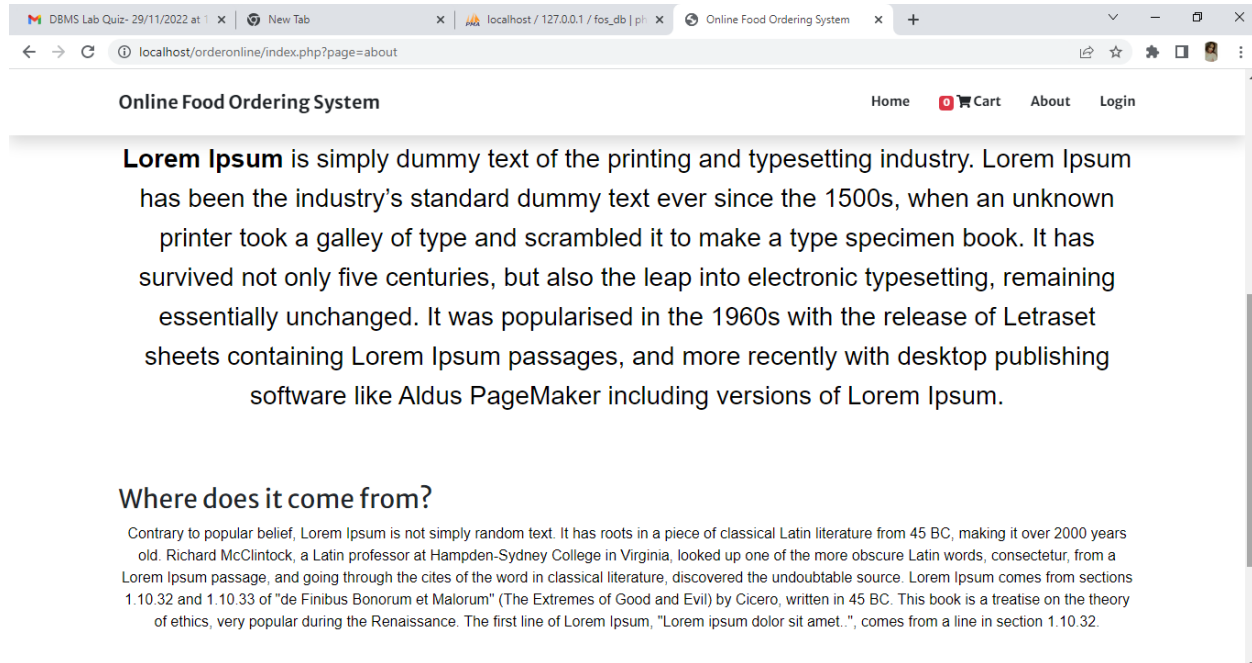 DBMS Lab Quiz- 29/11/2022 at 1
New Tab
localhost / 127.0.0.1 / fos_db | ph
Online Food Ordering System
localhost/orderonline/index.php?page=about
Online Food Ordering System
Home
0 Cart
About
Login
Lorem Ipsum is simply dummy text of the printing and typesetting industry. Lorem Ipsum
has been the industry’s standard dummy text ever since the 1500s, when an unknown
printer took a galley of type and scrambled it to make a type specimen book. It has
survived not only five centuries, but also the leap into electronic typesetting, remaining
essentially unchanged. It was popularised in the 1960s with the release of Letraset
sheets containing Lorem Ipsum passages, and more recently with desktop publishing
software like Aldus PageMaker including versions of Lorem Ipsum.
Where does it come from?
Contrary to popular belief, Lorem Ipsum is not simply random text. It has roots in a piece of classical Latin literature from 45 BC, making it over 2000 years
old. Richard McClintock, a Latin professor at Hampden-Sydney College in Virginia, looked up one of the more obscure Latin words, consectetur, from a
Lorem Ipsum passage, and going through the cites of the word in classical literature, discovered the undoubtable source. Lorem Ipsum comes from sections
1.10.32 and 1.10.33 of "de Finibus Bonorum et Malorum" (The Extremes of Good and Evil) by Cicero, written in 45 BC. This book is a treatise on the theory
of ethics, very popular during the Renaissance. The first line of Lorem Ipsum, "Lorem ipsum dolor sit amet..", comes from a line in section 1.10.32.